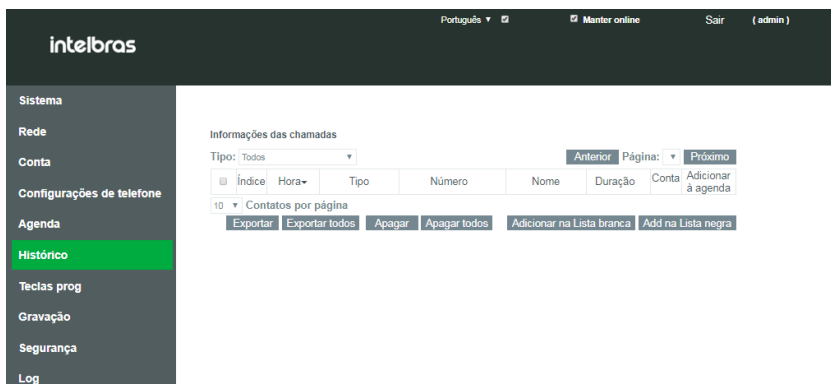 Português Manter online Sair ( admin )
intelbras
Sistema
Rede
Conta
Configurações de telefone
Agenda
Histórico
Teclas prog
Gravação
Segurança
Log
Informações das chamadas
Tipo: Todos Anterior Página: Próximo
Índice Hora Tipo Número Nome Duração Conta Adicionar à agenda
10 Contatos por página
Exportar Exportar todos Apagar Apagar todos Adicionar na Lista branca Add na Lista negra